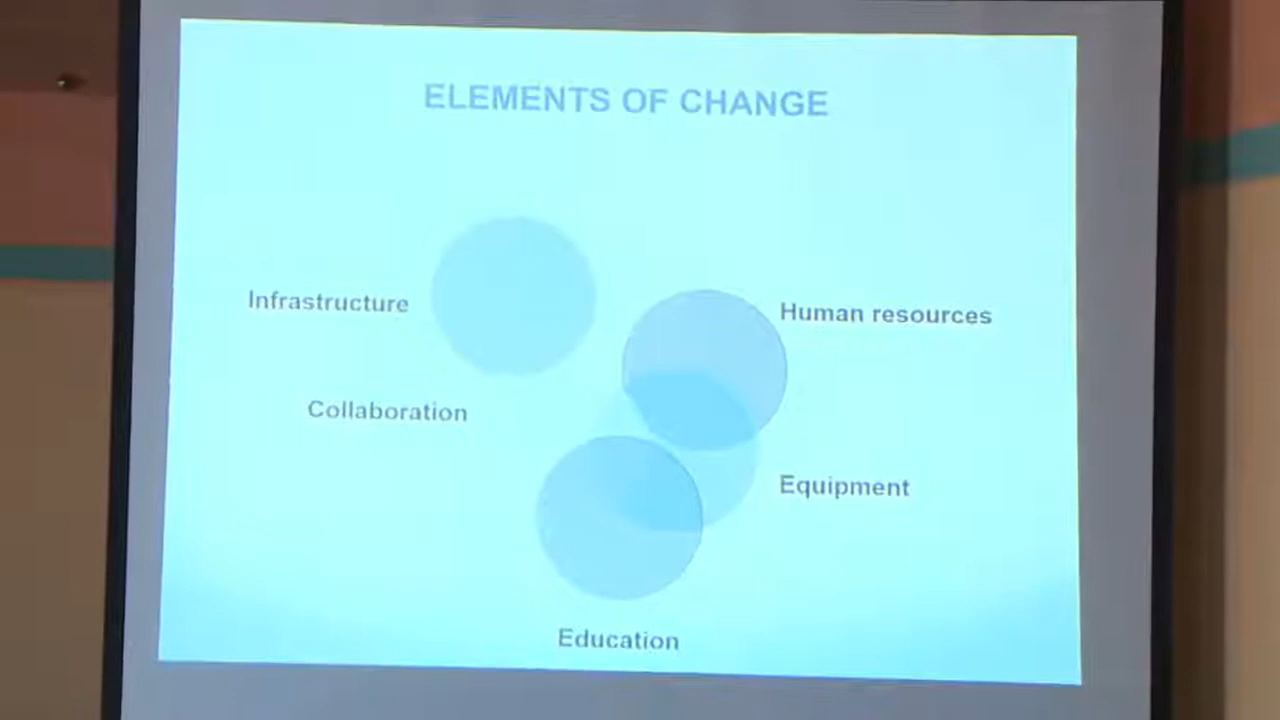 ELEMENTS OF CHANGE
Infrastructure
Human resources
Collaboration
Equipment
Education